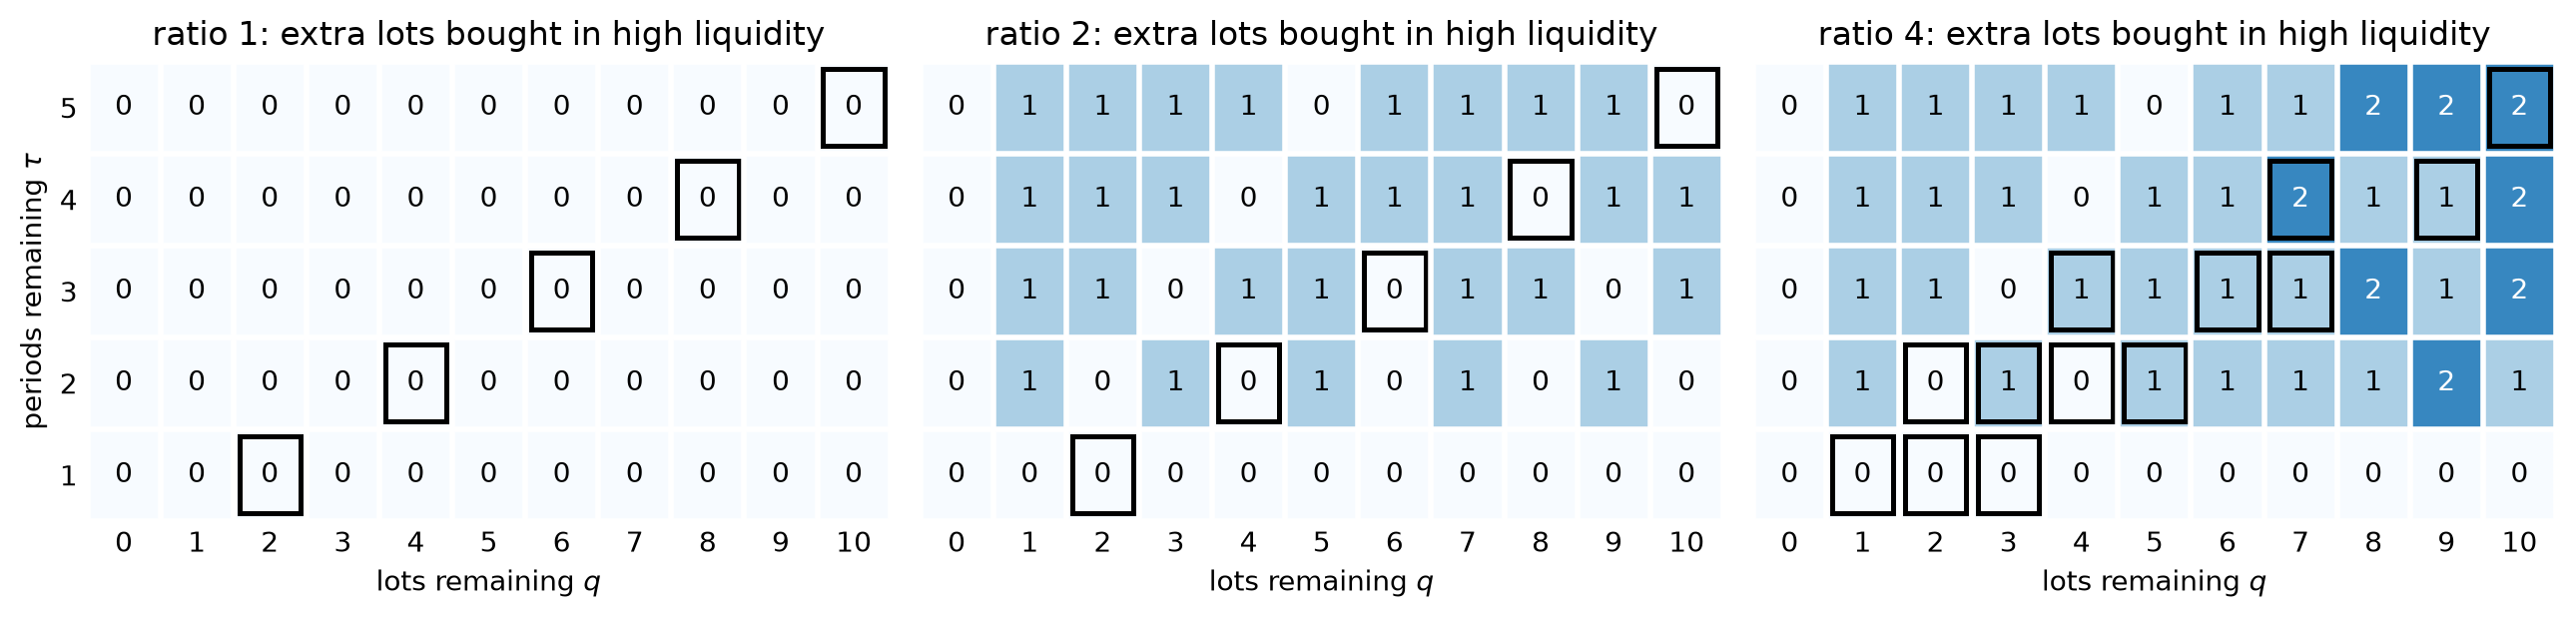 ratio 1: extra lots bought in high liquidity
periods remaining τ
5 0 0 0 0 0 0 0 0 0 0 0
4 0 0 0 0 0 0 0 0 0 0 0
3 0 0 0 0 0 0 0 0 0 0 0
2 0 0 0 0 0 0 0 0 0 0 0
1 0 0 0 0 0 0 0 0 0 0 0
0 1 2 3 4 5 6 7 8 9 10
lots remaining q
ratio 2: extra lots bought in high liquidity
0 1 1 1 1 0 1 1 1 1 0
0 1 1 1 0 1 1 1 0 1 1
0 1 1 0 1 1 0 1 1 0 1
0 1 0 1 0 1 0 1 0 1 0
0 0 0 0 0 0 0 0 0 0 0
0 1 2 3 4 5 6 7 8 9 10
lots remaining q
ratio 4: extra lots bought in high liquidity
0 1 1 1 1 0 1 1 2 2 2
0 1 1 1 0 1 1 2 1 1 2
0 1 1 0 1 1 1 1 2 1 2
0 1 0 1 0 1 1 1 1 2 1
0 0 0 0 0 0 0 0 0 0 0
0 1 2 3 4 5 6 7 8 9 10
lots remaining q